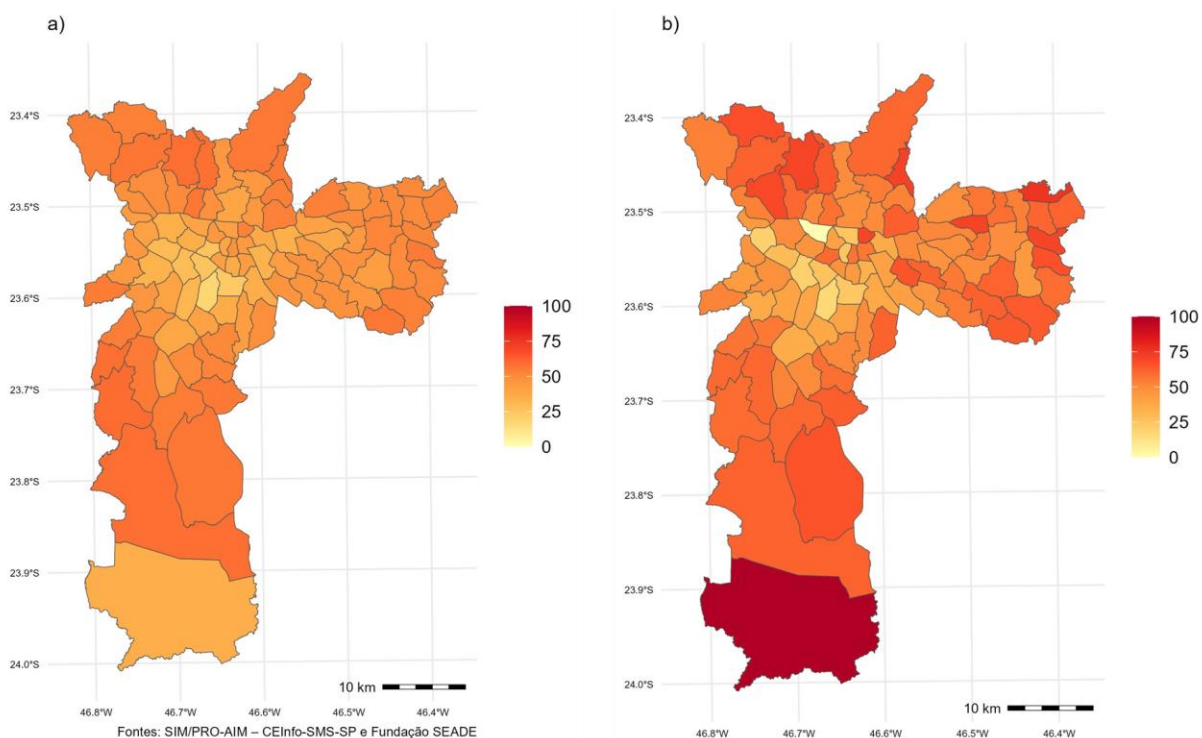 a)
23.4°S
23.5°S
23.6°S
23.7°S
23.8°S
23.9°S
24.0°S
100
75
50
25
0
10 km
46.8°W
46.7°W
46.6°W
46.5°W
46.4°W
Fontes: SIM/PRO-AIM – CEInfo-SMS-SP e Fundação SEADE
b)
23.4°S
23.5°S
23.6°S
23.7°S
23.8°S
23.9°S
24.0°S
100
75
50
25
0
10 km
46.8°W
46.7°W
46.6°W
46.5°W
46.4°W